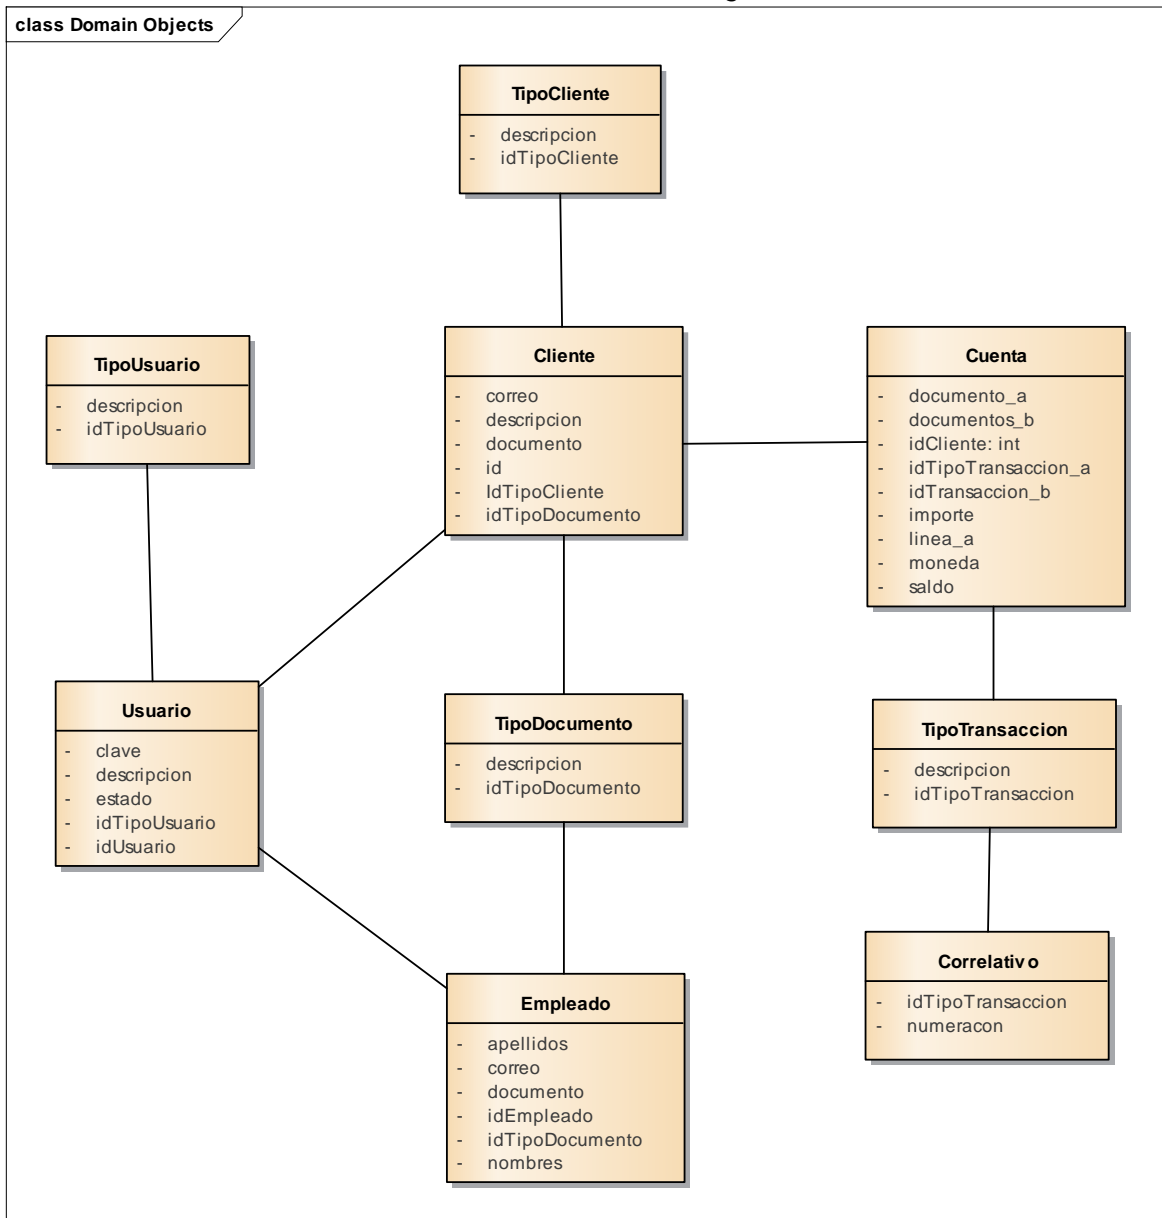 class Domain Objects
TipoCliente
- descripcion
- idTipoCliente
TipoUsuario
- descripcion
- idTipoUsuario
Cliente
- correo
- descripcion
- documento
- id
- IdTipoCliente
- idTipoDocumento
Cuenta
- documento_a
- documentos_b
- idCliente: int
- idTipoTransaccion_a
- idTransaccion_b
- importe
- linea_a
- moneda
- saldo
Usuario
- clave
- descripcion
- estado
- idTipoUsuario
- idUsuario
TipoDocumento
- descripcion
- idTipoDocumento
TipoTransaccion
- descripcion
- idTipoTransaccion
Empleado
- apellidos
- correo
- documento
- idEmpleado
- idTipoDocumento
- nombres
Correlativo
- idTipoTransaccion
- numeracon